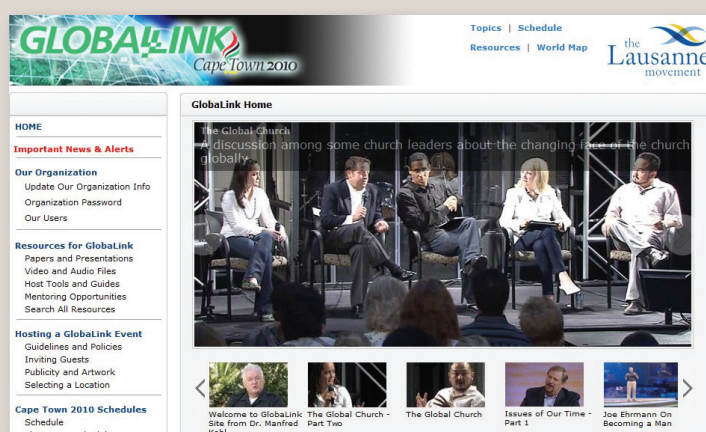 GLOBALLINK
Cape Town 2010
Topics | Schedule
Resources | World Map
the
Lausanne
movement
HOME
Important News & Alerts
Our Organization
Update Our Organization Info
Organization Password
Our Users
Resources for GlobaLink
Papers and Presentations
Video and Audio Files
Host Tools and Guides
Mentoring Opportunities
Search All Resources
Hosting a GlobaLink Event
Guidelines and Policies
Inviting Guests
Publicity and Artwork
Selecting a Location
Cape Town 2010 Schedules
Schedule
GlobaLink Home
The Global Church
A discussion among some church leaders about the changing face of the church
globally
Welcome to GlobaLink
Site from Dr. Manfred
Kohl
The Global Church -
Part Two
The Global Church
Issues of Our Time -
Part 1
Joe Ehrmann On
Becoming a Man